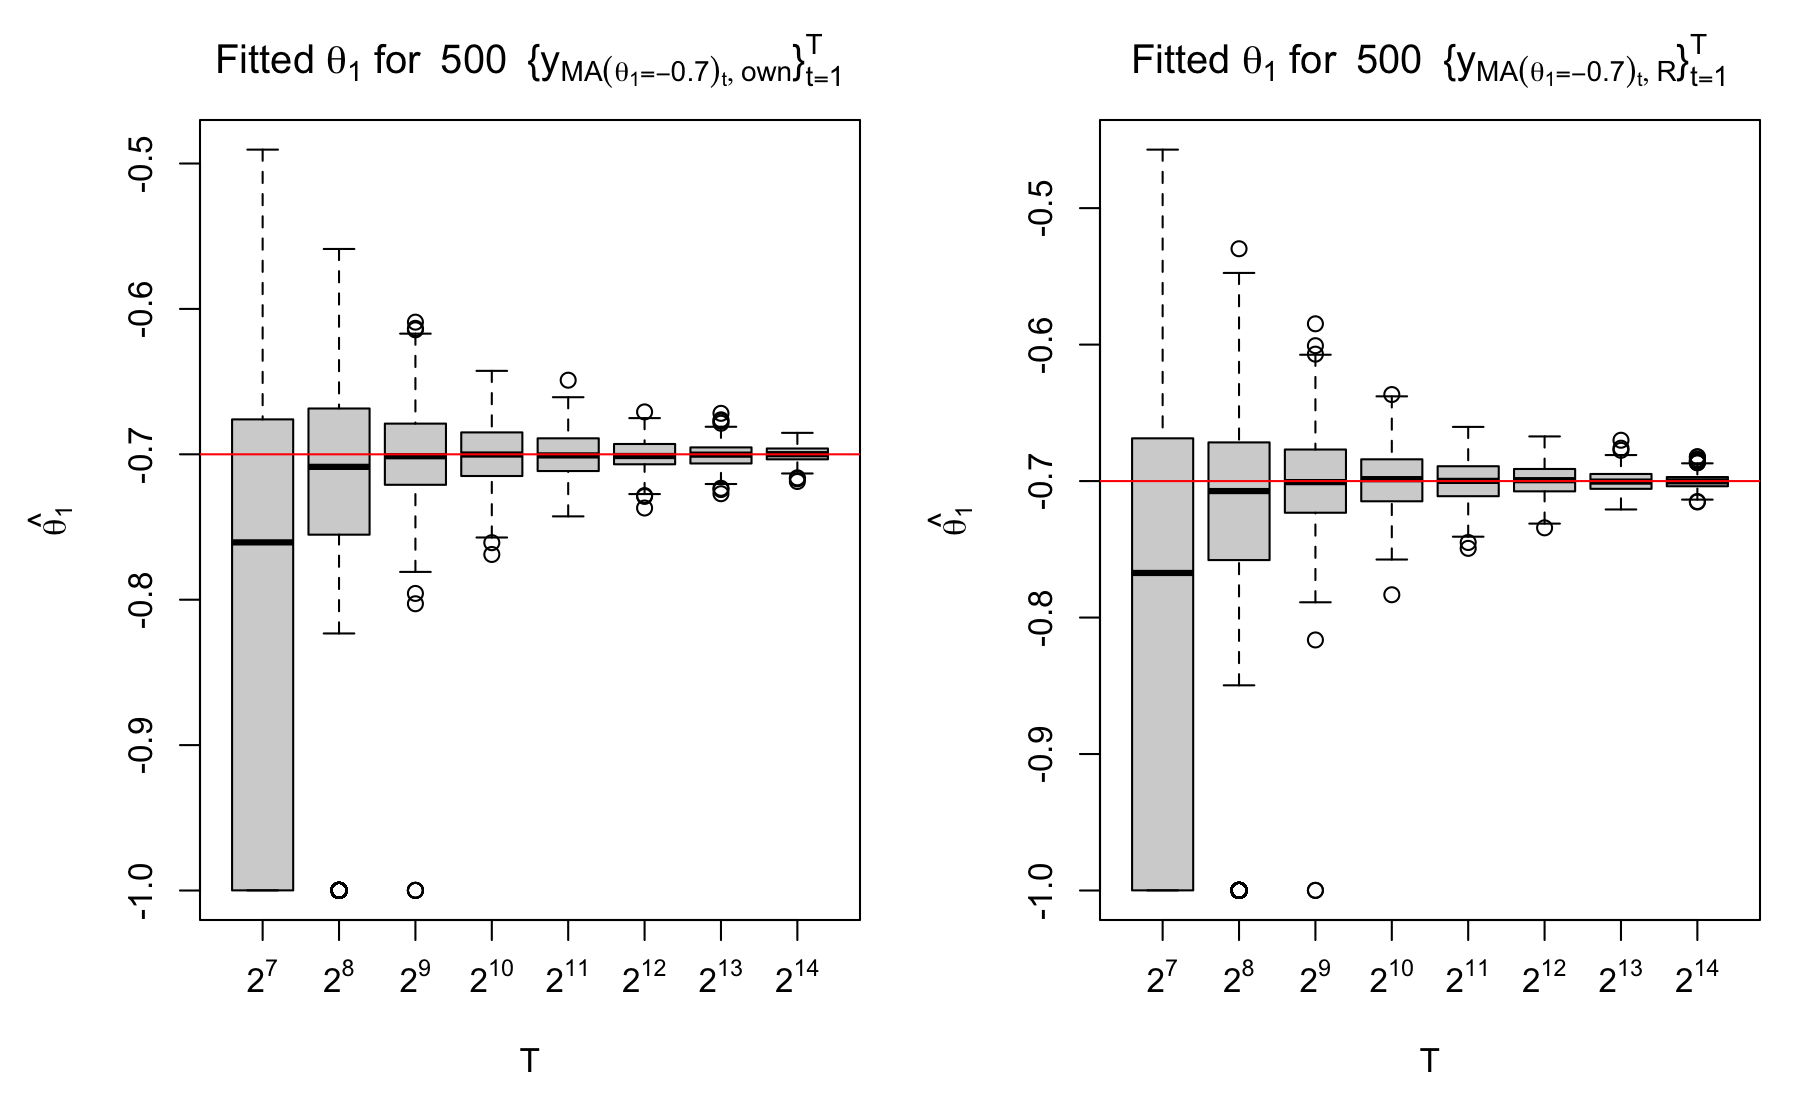 Fitted θ₁ for 500 {y_MA(θ₁=−0.7)ₜ, own}ᵀₜ₌₁
θ̂₁
-0.5
-0.6
-0.7
-0.8
-0.9
-1.0
2⁷ 2⁸ 2⁹ 2¹⁰ 2¹¹ 2¹² 2¹³ 2¹⁴
T
Fitted θ₁ for 500 {y_MA(θ₁=−0.7)ₜ, R}ᵀₜ₌₁
θ̂₁
-0.5
-0.6
-0.7
-0.8
-0.9
-1.0
2⁷ 2⁸ 2⁹ 2¹⁰ 2¹¹ 2¹² 2¹³ 2¹⁴
T